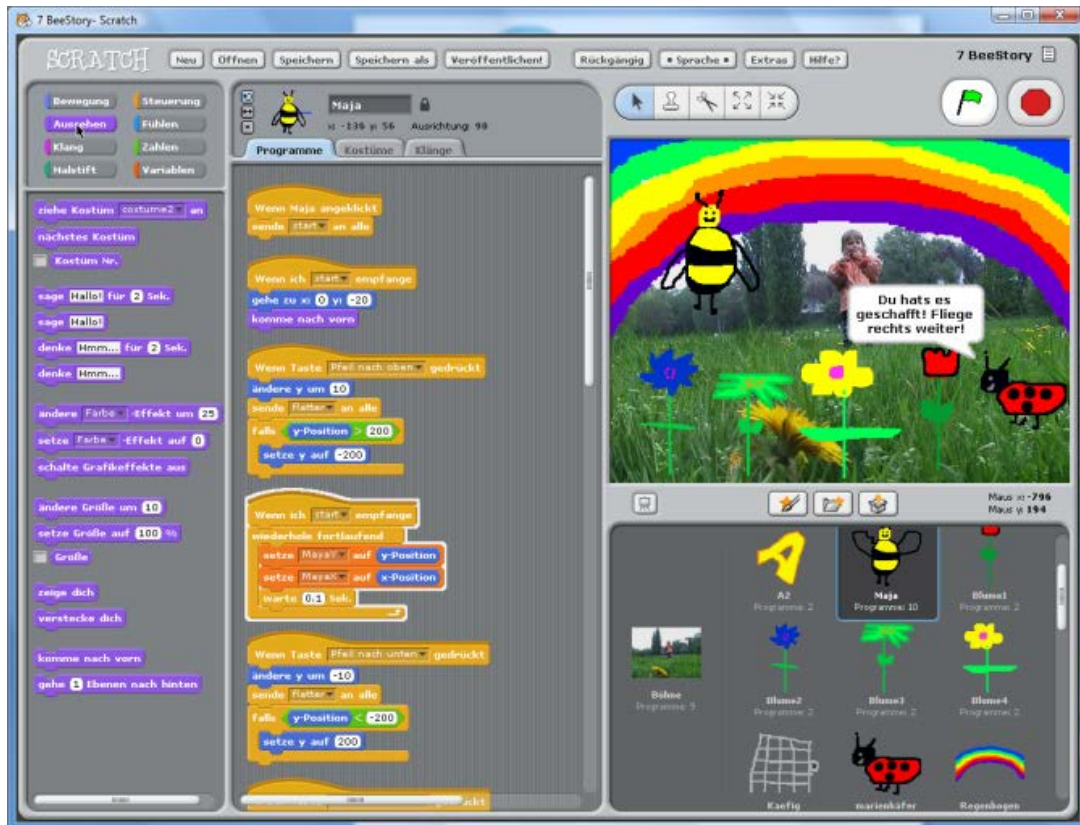 7 BeeStory- Scratch
SCRATCH
Neu
Öffnen
Speichern
Speichern als
Veröffentlichen!
Rückgängig
Sprache
Extras
Hilfe?
7 BeeStory
Bewegung
Steuerung
Aussehen
Fühlen
Klang
Zahlen
Malstift
Variablen
Maja
x: -136 y: 56 Ausrichtung: 90
Programme
Kostüme
Klänge
ziehe Kostüm costume2 an
nächstes Kostüm
Kostüm Nr.
sage Hallo! für 2 Sek.
sage Hallo!
denke Hmm... für 2 Sek.
denke Hmm...
ändere Farbe -Effekt um 25
setze Farbe -Effekt auf 0
schalte Grafikeffekte aus
ändere Größe um 10
setze Größe auf 100 %
Größe
zeige dich
verstecke dich
komme nach vorn
gehe 1 Ebenen nach hinten
Wenn Maja angeklickt
sende start an alle
Wenn ich start empfange
gehe zu x: 0 y: -20
komme nach vorn
Wenn Taste Pfeil nach oben gedrückt
ändere y um 10
sende flatter an alle
falls y-Position > 200
setze y auf -200
Wenn ich start empfange
wiederhole fortlaufend
setze MayaY auf y-Position
setze MayaX auf x-Position
warte 0.1 Sek.
Wenn Taste Pfeil nach unten gedrückt
ändere y um -10
sende flatter an alle
falls y-Position < -200
setze y auf 200
Du hats es
geschafft! Fliege
rechts weiter!
Maus x: -796
Maus y: 194
A2
Programme: 2
Maja
Programme: 10
Blume1
Programme: 2
Bühne
Programme: 9
Blume2
Programme: 2
Blume3
Programme: 2
Blume4
Programme: 2
Kaefig
marienkäfer
Regenbogen